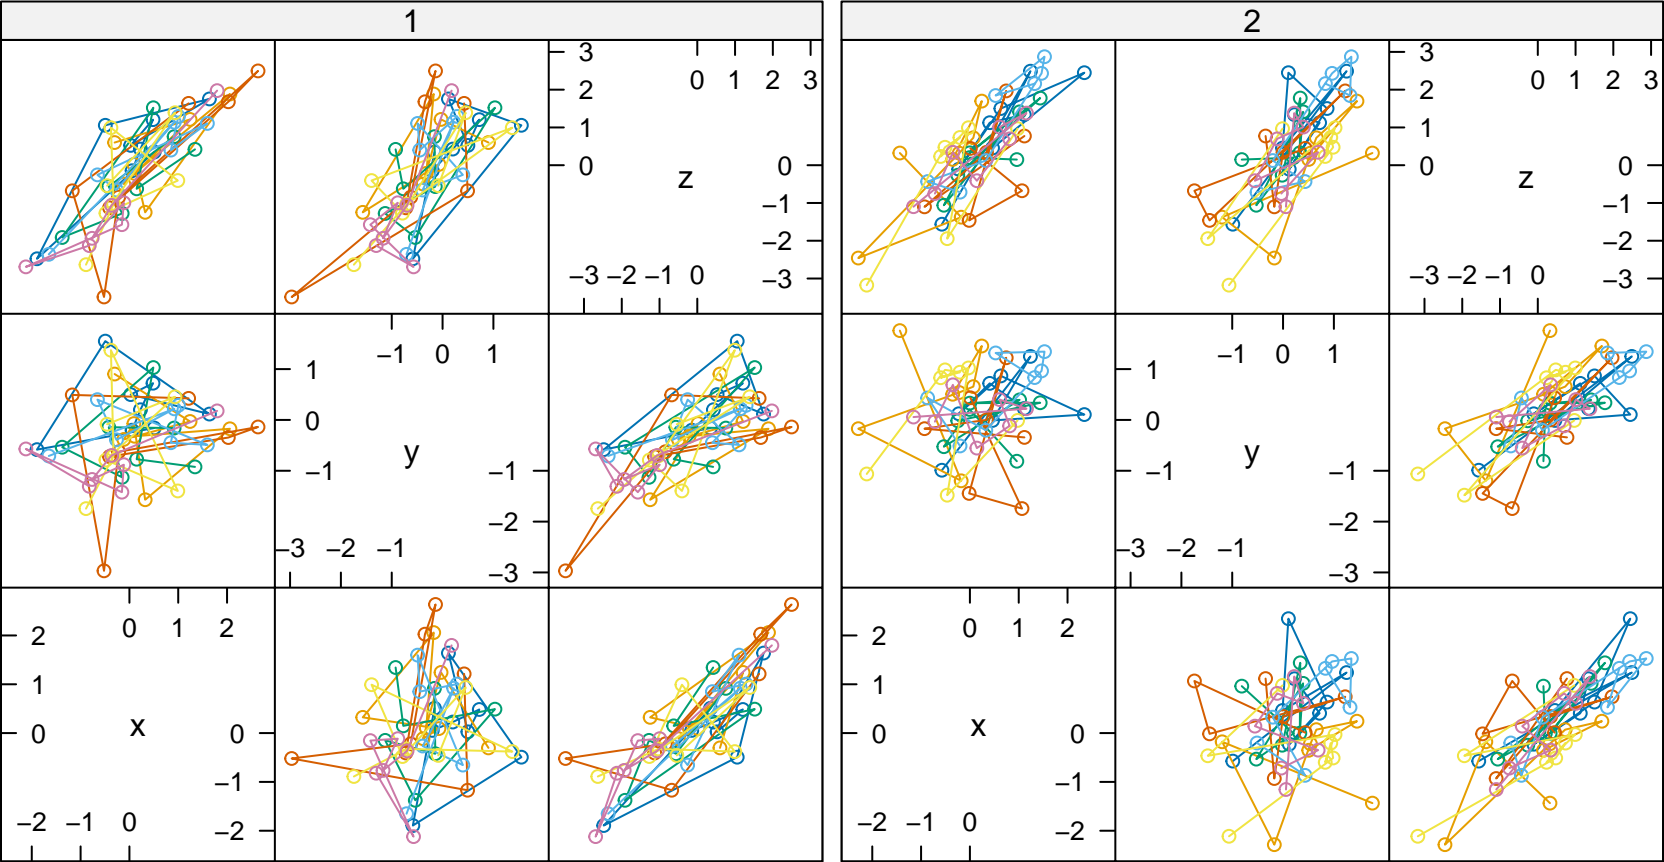 1 2
3 3
0 1 2 3 0 1 2 3
2 2
1 1
0 0 0 0
z z
−1 −1
−2 −2
−3 −2 −1 0 −3 −3 −2 −1 0 −3
−1 0 1 −1 0 1
1 1
0 0
y y
−1 −1 −1 −1
−2 −2
−3 −2 −1 −3 −2 −1
−3 −3
0 1 2 0 1 2
2 2
1 1
x x
0 0 0 0
−1 −1
−2 −1 0 −2 −2 −1 0 −2